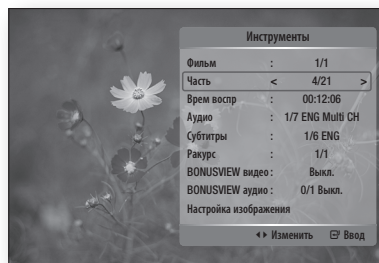 Инструменты
Фильм : 1/1
Часть < 4/21 >
Врем воспр : 00:12:06
Аудио : 1/7 ENG Multi CH
Субтитры : 1/6 ENG
Ракурс : 1/1
BONUSVIEW видео : Выкл.
BONUSVIEW аудио : 0/1 Выкл.
Настройка изображения
Изменить Ввод